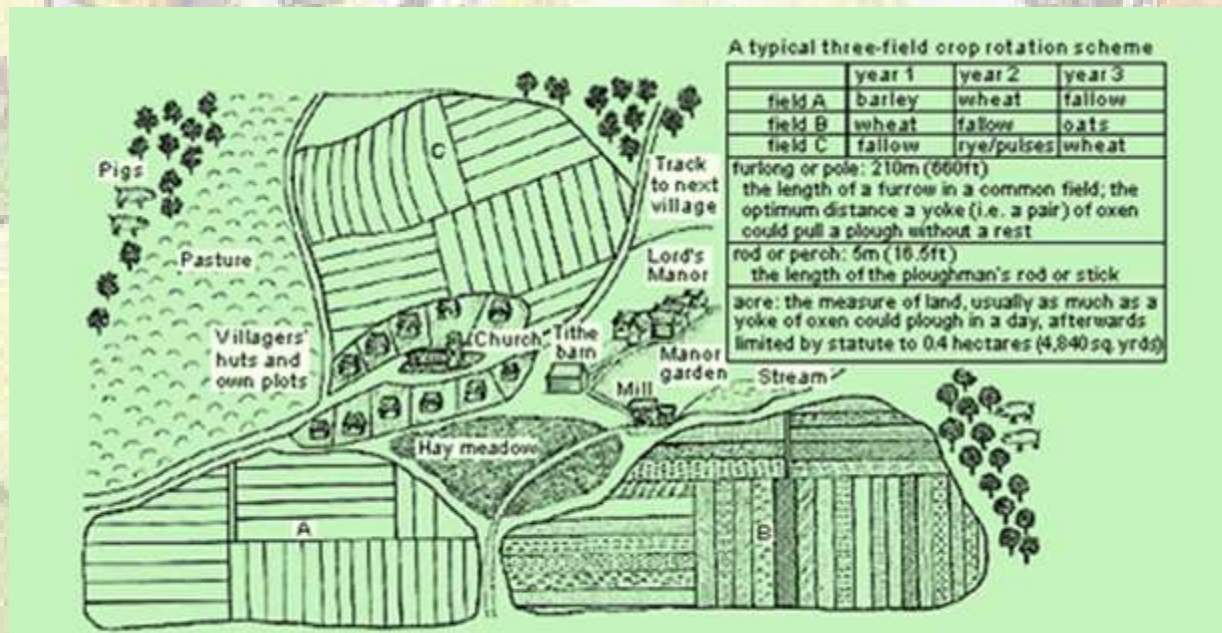 A typical three-field crop rotation scheme
year 1 year 2 year 3
field A barley wheat fallow
field B wheat fallow oats
field C fallow rye/pulses wheat
furlong or pole: 210m (660ft)
the length of a furrow in a common field; the
optimum distance a yoke (i.e. a pair) of oxen
could pull a plough without a rest
rod or perch: 5m (16.5ft)
the length of the ploughman's rod or stick
acre: the measure of land, usually as much as a
yoke of oxen could plough in a day, afterwards
limited by statute to 0.4 hectares (4,840 sq. yrds)
C
Pigs
Track
to next
village
Pasture
Lord's
Manor
Villagers'
huts and
own plots
Church
Tithe
barn
Manor
garden
Mill
Stream
Hay meadow
A
B